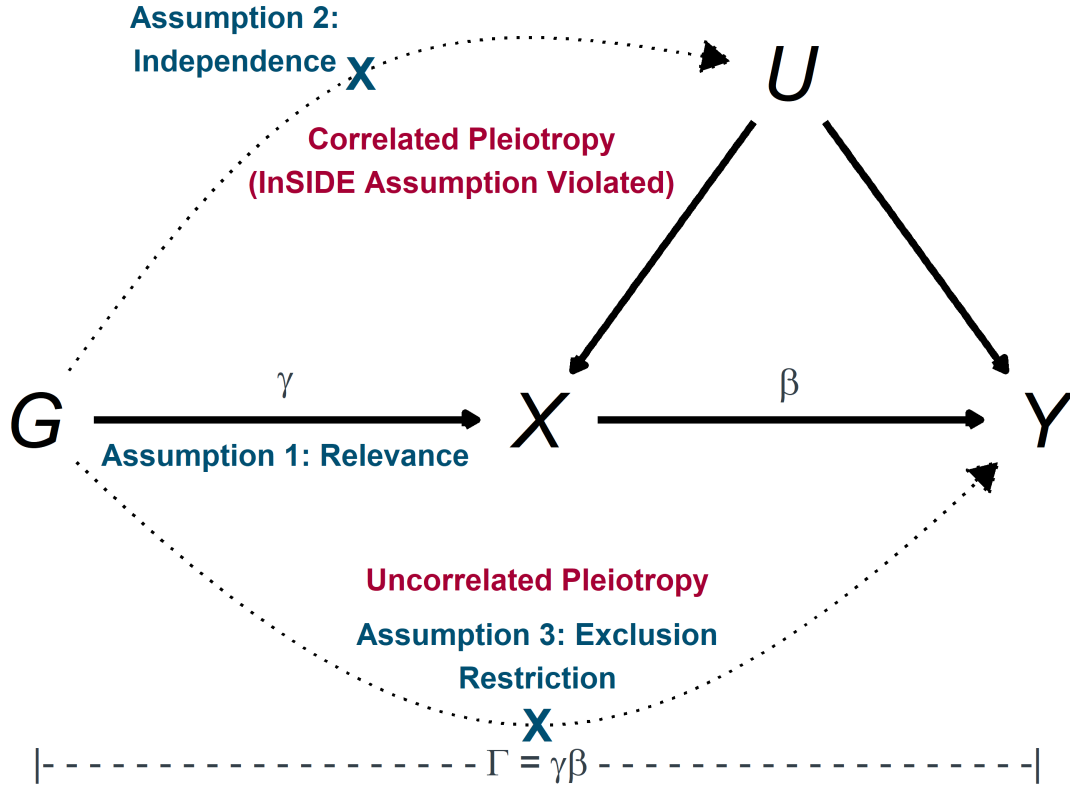 Assumption 2:
Independence X
U
Correlated Pleiotropy
(InSIDE Assumption Violated)
γ
β
G
X
Y
Assumption 1: Relevance
Uncorrelated Pleiotropy
Assumption 3: Exclusion
Restriction
X
|- - - - - - - - - - - - - - - - - - - Γ = γβ - - - - - - - - - - - - - - - - - - -|